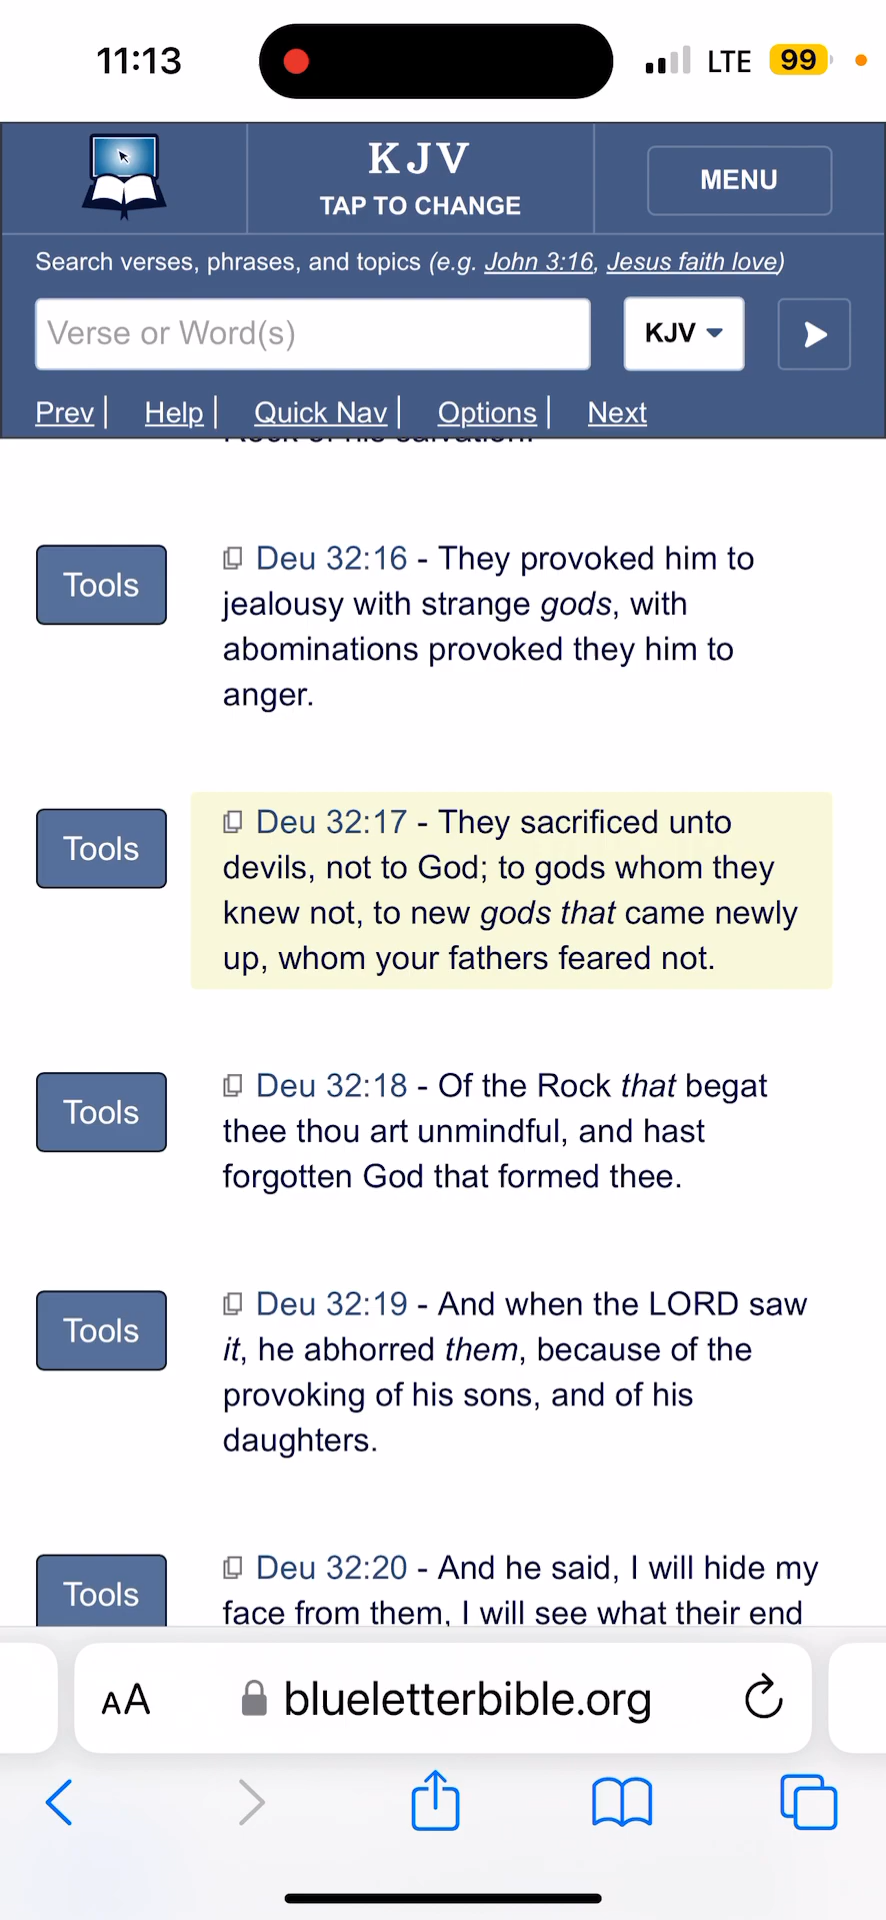 11:13
LTE 99
KJV
TAP TO CHANGE
MENU
Search verses, phrases, and topics (e.g. John 3:16, Jesus faith love)
Verse or Word(s)
KJV
Prev | Help | Quick Nav | Options | Next
Rock of his salvation.
Tools
Deu 32:16 - They provoked him to
jealousy with strange gods, with
abominations provoked they him to
anger.
Tools
Deu 32:17 - They sacrificed unto
devils, not to God; to gods whom they
knew not, to new gods that came newly
up, whom your fathers feared not.
Tools
Deu 32:18 - Of the Rock that begat
thee thou art unmindful, and hast
forgotten God that formed thee.
Tools
Deu 32:19 - And when the LORD saw
it, he abhorred them, because of the
provoking of his sons, and of his
daughters.
Tools
Deu 32:20 - And he said, I will hide my
face from them, I will see what their end
AA
blueletterbible.org